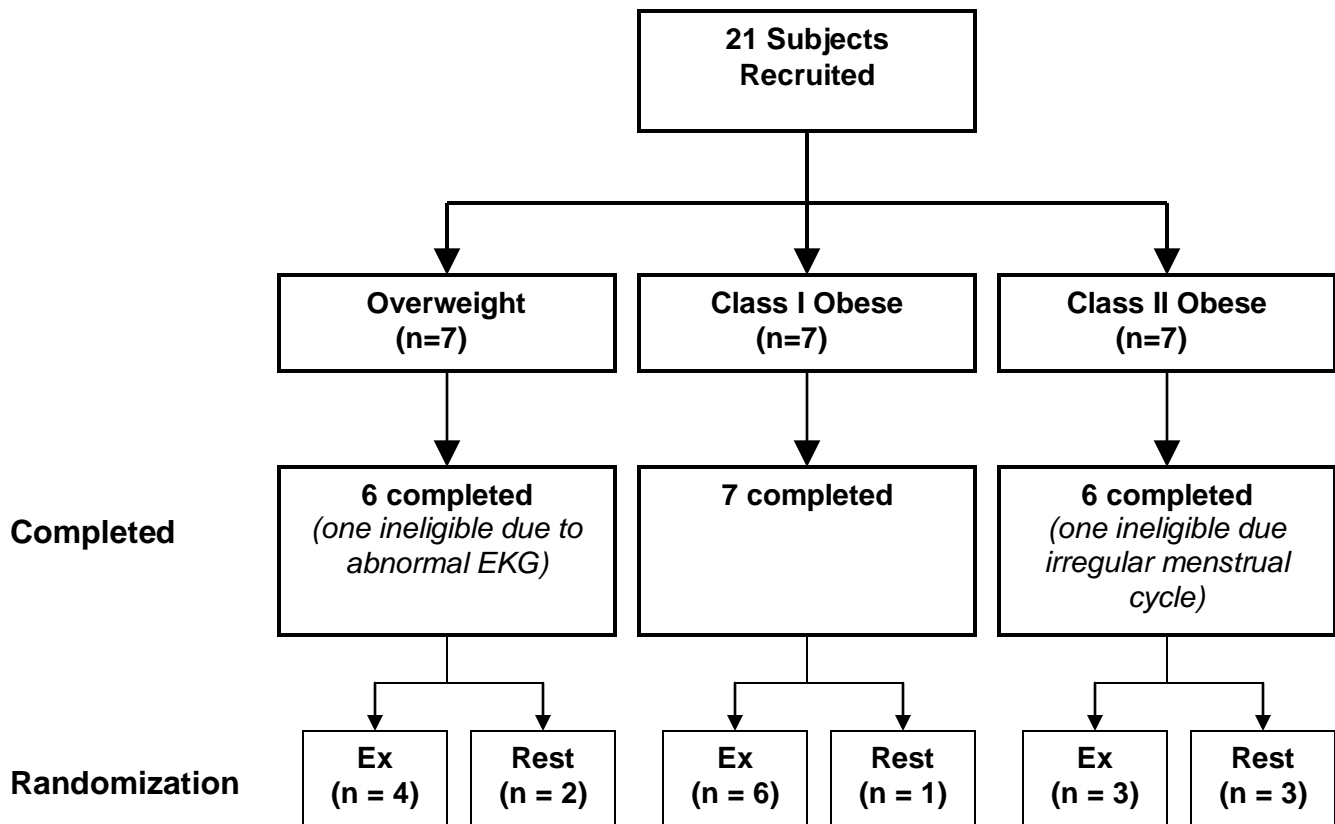 21 Subjects
Recruited
Overweight
(n=7)
Class I Obese
(n=7)
Class II Obese
(n=7)
Completed
6 completed
(one ineligible due to
abnormal EKG)
7 completed
6 completed
(one ineligible due
irregular menstrual
cycle)
Randomization
Ex
(n = 4)
Rest
(n = 2)
Ex
(n = 6)
Rest
(n = 1)
Ex
(n = 3)
Rest
(n = 3)